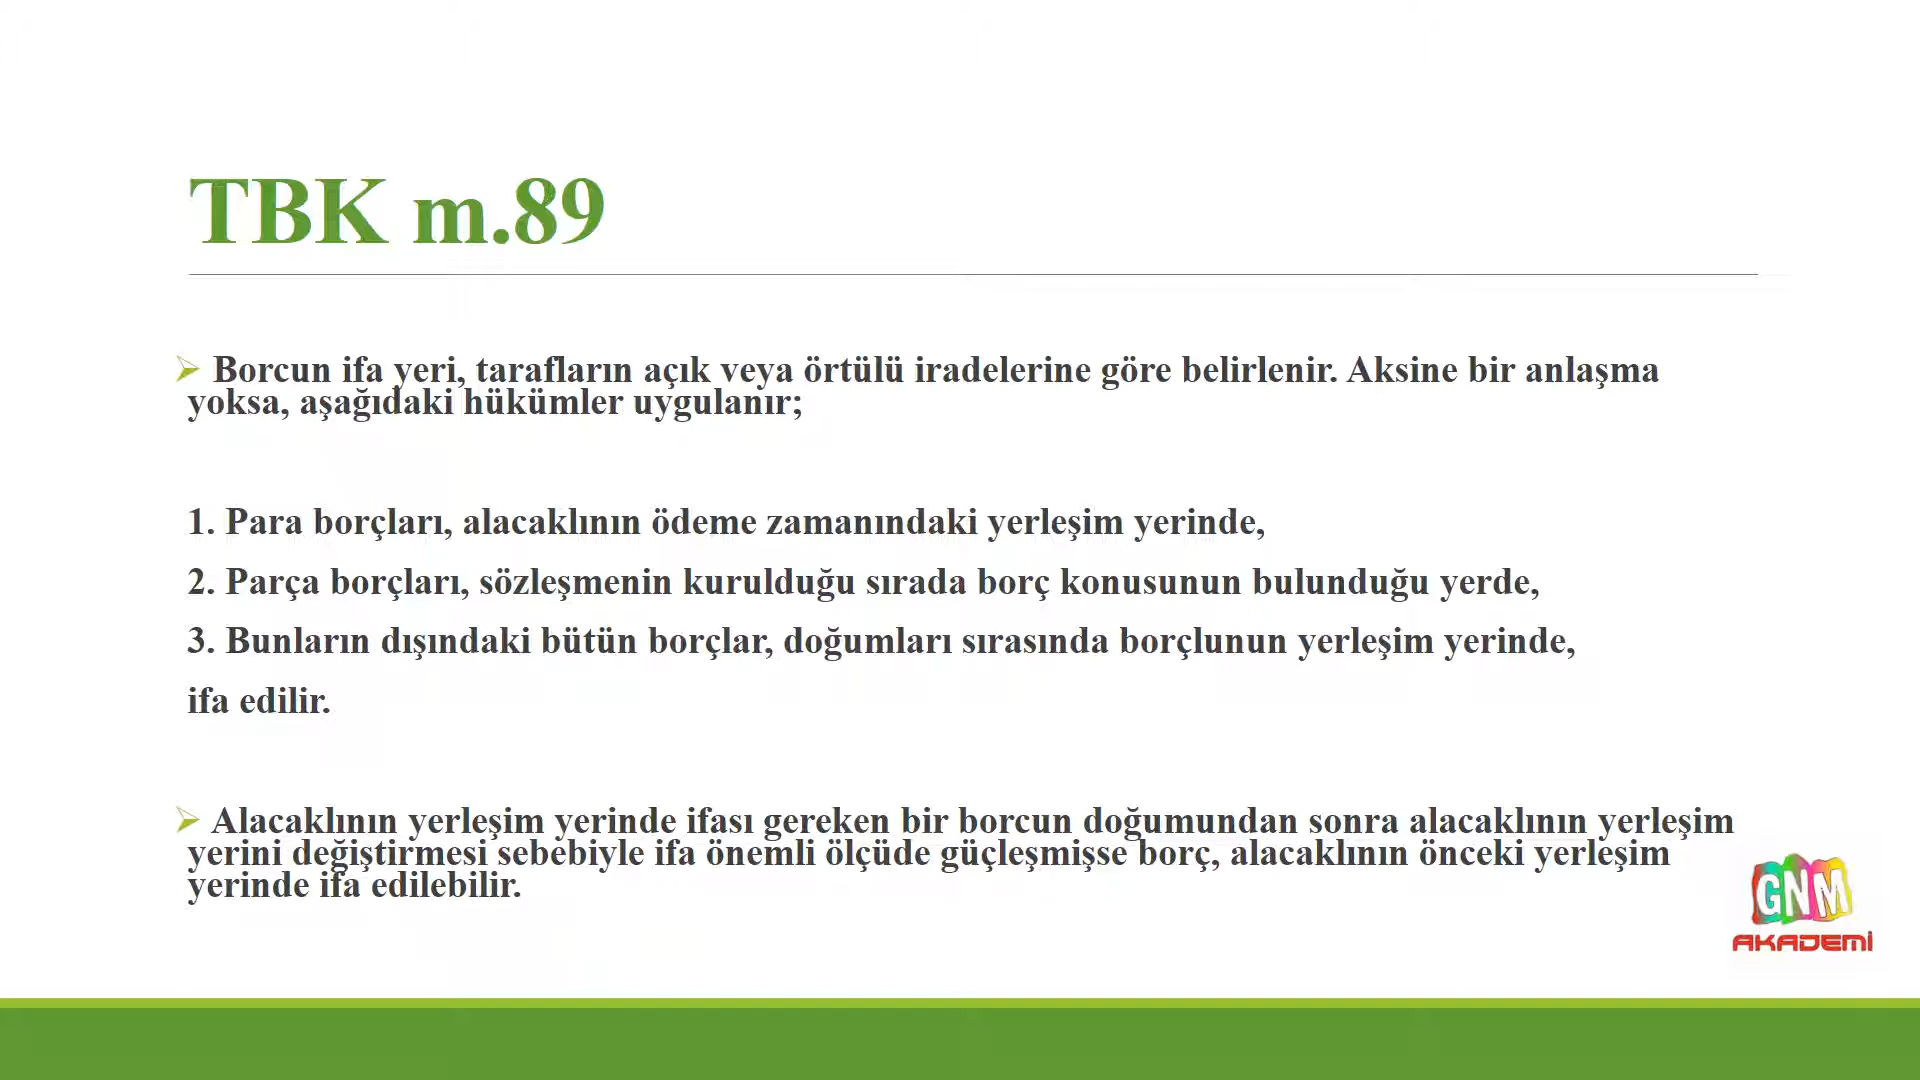 TBK m.89
Borcun ifa yeri, tarafların açık veya örtülü iradelerine göre belirlenir. Aksine bir anlaşma
yoksa, aşağıdaki hükümler uygulanır;
1. Para borçları, alacaklının ödeme zamanındaki yerleşim yerinde,
2. Parça borçları, sözleşmenin kurulduğu sırada borç konusunun bulunduğu yerde,
3. Bunların dışındaki bütün borçlar, doğumları sırasında borçlunun yerleşim yerinde,
ifa edilir.
Alacaklının yerleşim yerinde ifası gereken bir borcun doğumundan sonra alacaklının yerleşim
yerini değiştirmesi sebebiyle ifa önemli ölçüde güçleşmişse borç, alacaklının önceki yerleşim
yerinde ifa edilebilir.
GNM
AKADEMİ